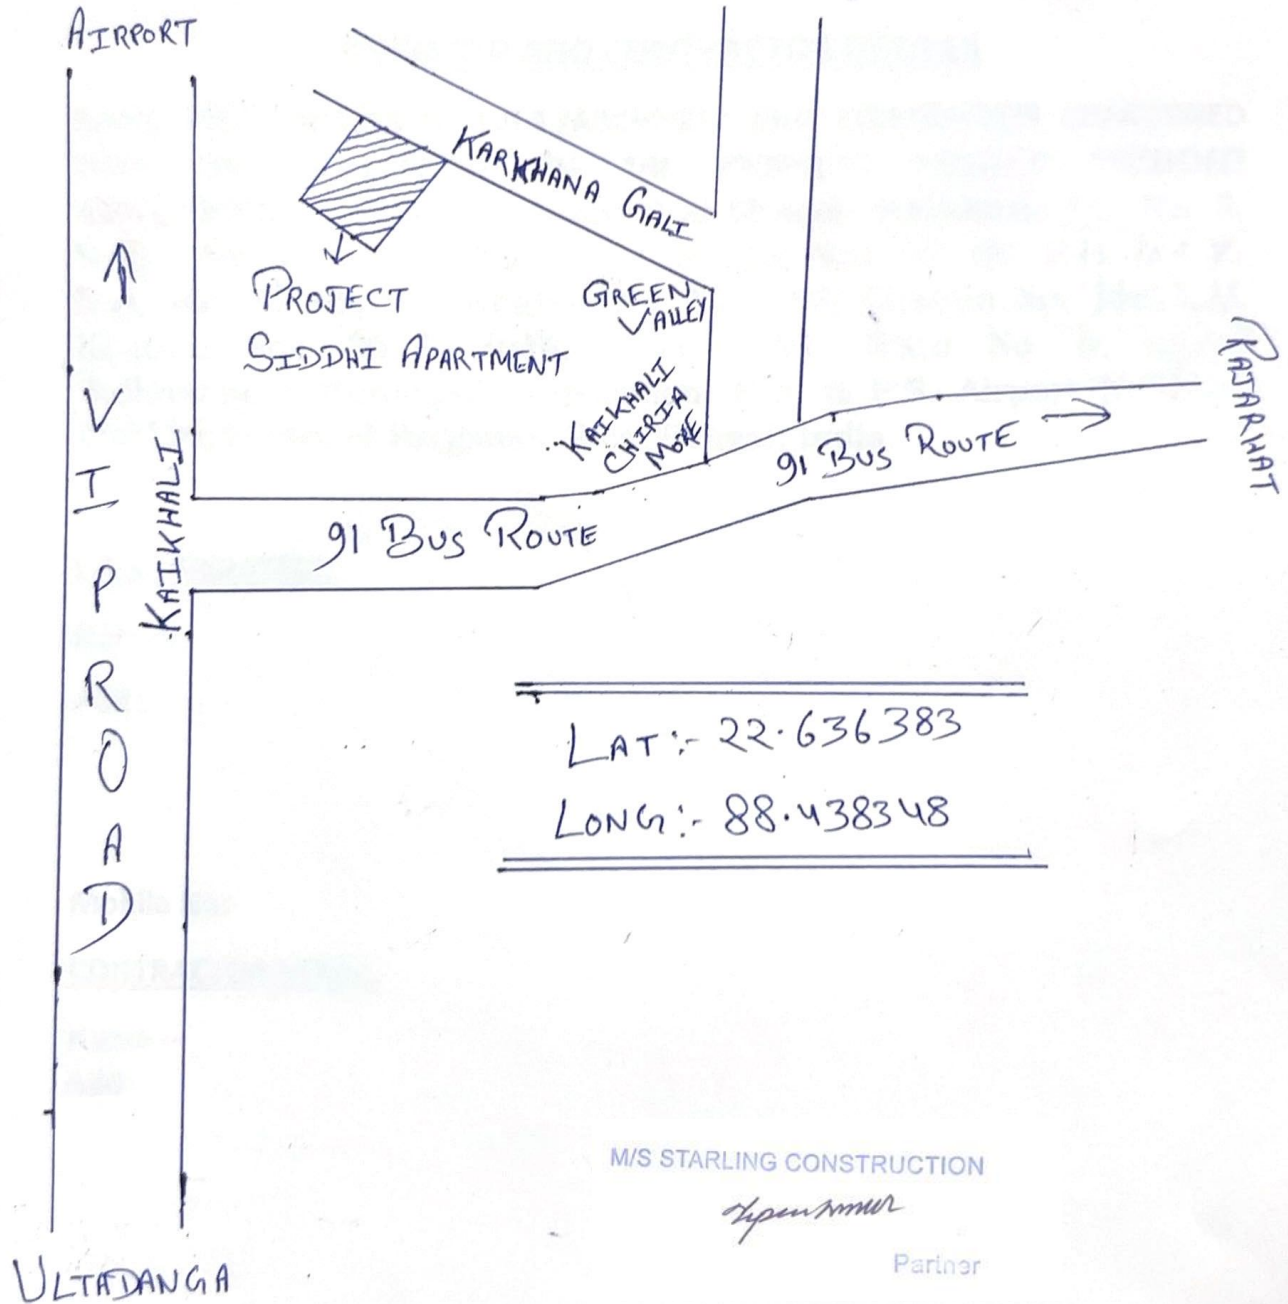 AIRPORT
KARKHANA GALI
PROJECT
SIDDHI APARTMENT
GREEN
VALLEY
KAIKHALI
CHIRIA
MORE
91 BUS ROUTE
RAJARHAT
V I P ROAD
KAIKHALI
91 BUS ROUTE
LAT:- 22.636383
LONG:- 88.438348
M/S STARLING CONSTRUCTION
Partner
ULTADANGA